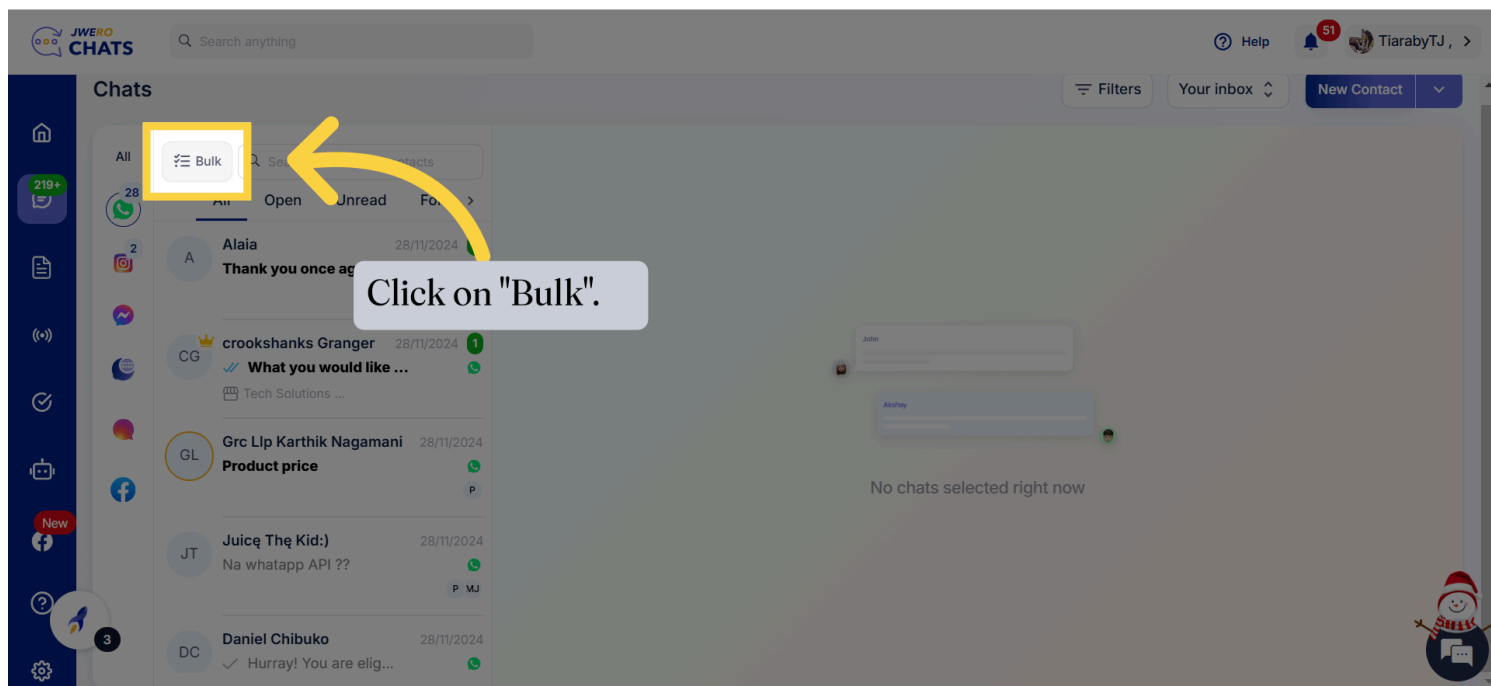 JWERO
CHATS
Search anything
Help
51
TiarabyTJ ,
Chats
Filters
Your inbox
New Contact
All
Bulk
219+
28
All
Open
Unread
2
Alaia
28/11/2024
Thank you once
Click on "Bulk".
CG
crookshanks Granger
28/11/2024
1
What you would like ...
Tech Solutions ...
GL
Grc Llp Karthik Nagamani
28/11/2024
Product price
P
JT
Juicę Thę Kid:)
28/11/2024
Na whatapp API ??
P MJ
DC
Daniel Chibuko
28/11/2024
Hurray! You are elig...
A
New
3
John
Akshay
No chats selected right now